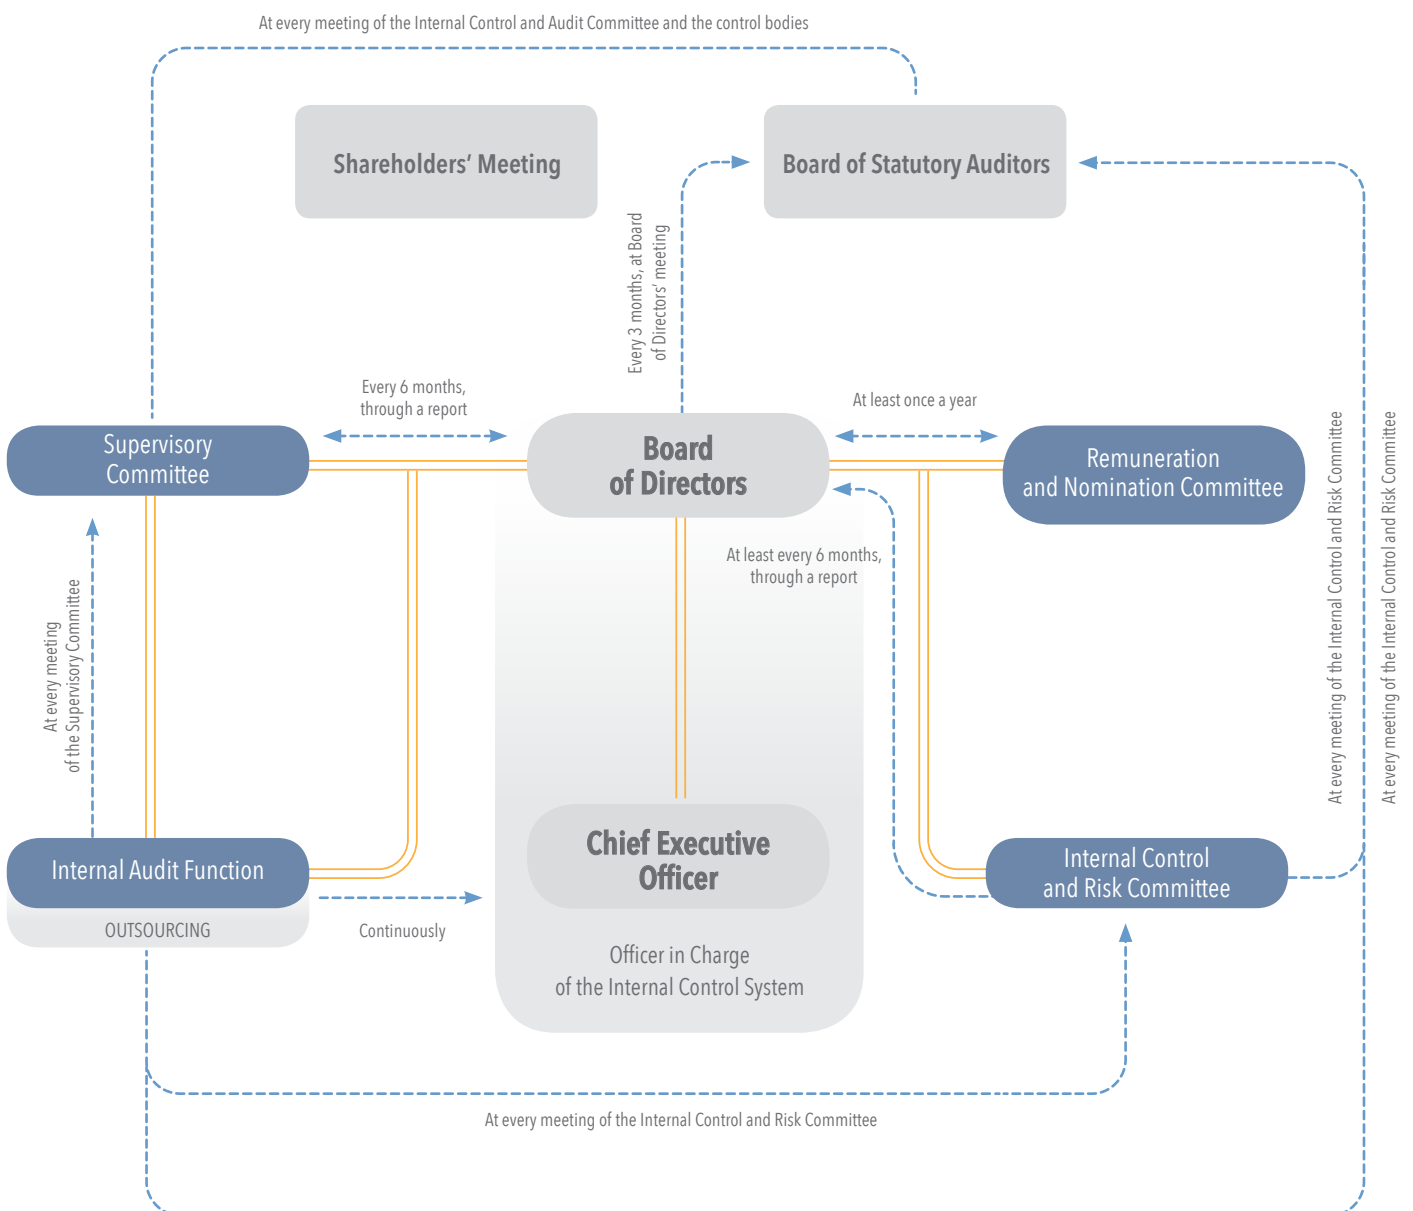 At every meeting of the Internal Control and Audit Committee and the control bodies
Shareholders‘ Meeting
Board of Statutory Auditors
Every 3 months, at Board
of Directors‘ meeting
Every 6 months,
through a report
At least once a year
Supervisory
Committee
Board
of Directors
Remuneration
and Nomination Committee
At every meeting of the Internal Control and Risk Committee
At every meeting of the Internal Control and Risk Committee
At least every 6 months,
through a report
At every meeting
of the Supervisory Committee
Internal Audit Function
OUTSOURCING
Continuously
Chief Executive
Officer
Officer in Charge
of the Internal Control System
Internal Control
and Risk Committee
At every meeting of the Internal Control and Risk Committee